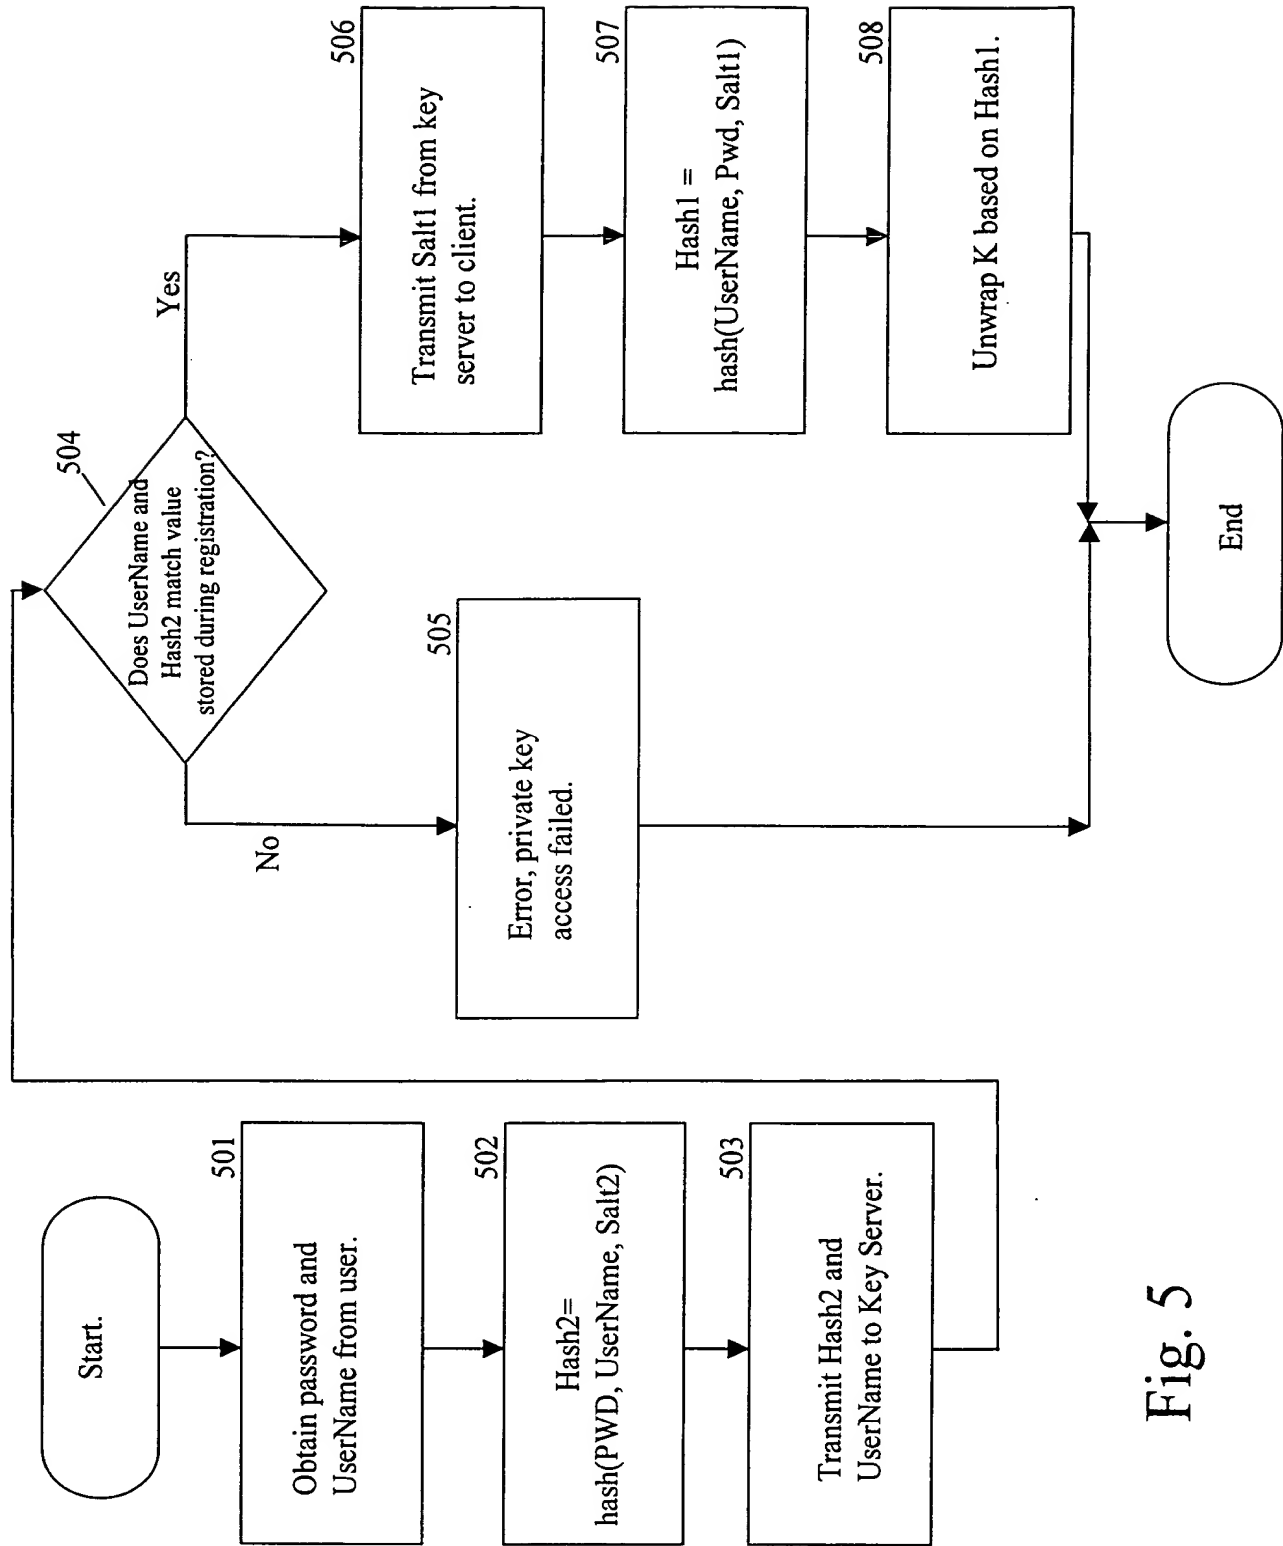 Start.
501
Obtain password and
UserName from user.
502
Hash2=
hash(PWD, UserName, Salt2)
503
Transmit Hash2 and
UserName to Key Server.
504
Does UserName and
Hash2 match value
stored during registration?
No
Yes
505
Error, private key
access failed.
506
Transmit Salt1 from key
server to client.
507
Hash1 =
hash(UserName, Pwd, Salt1)
508
Unwrap K based on Hash1.
End
Fig. 5